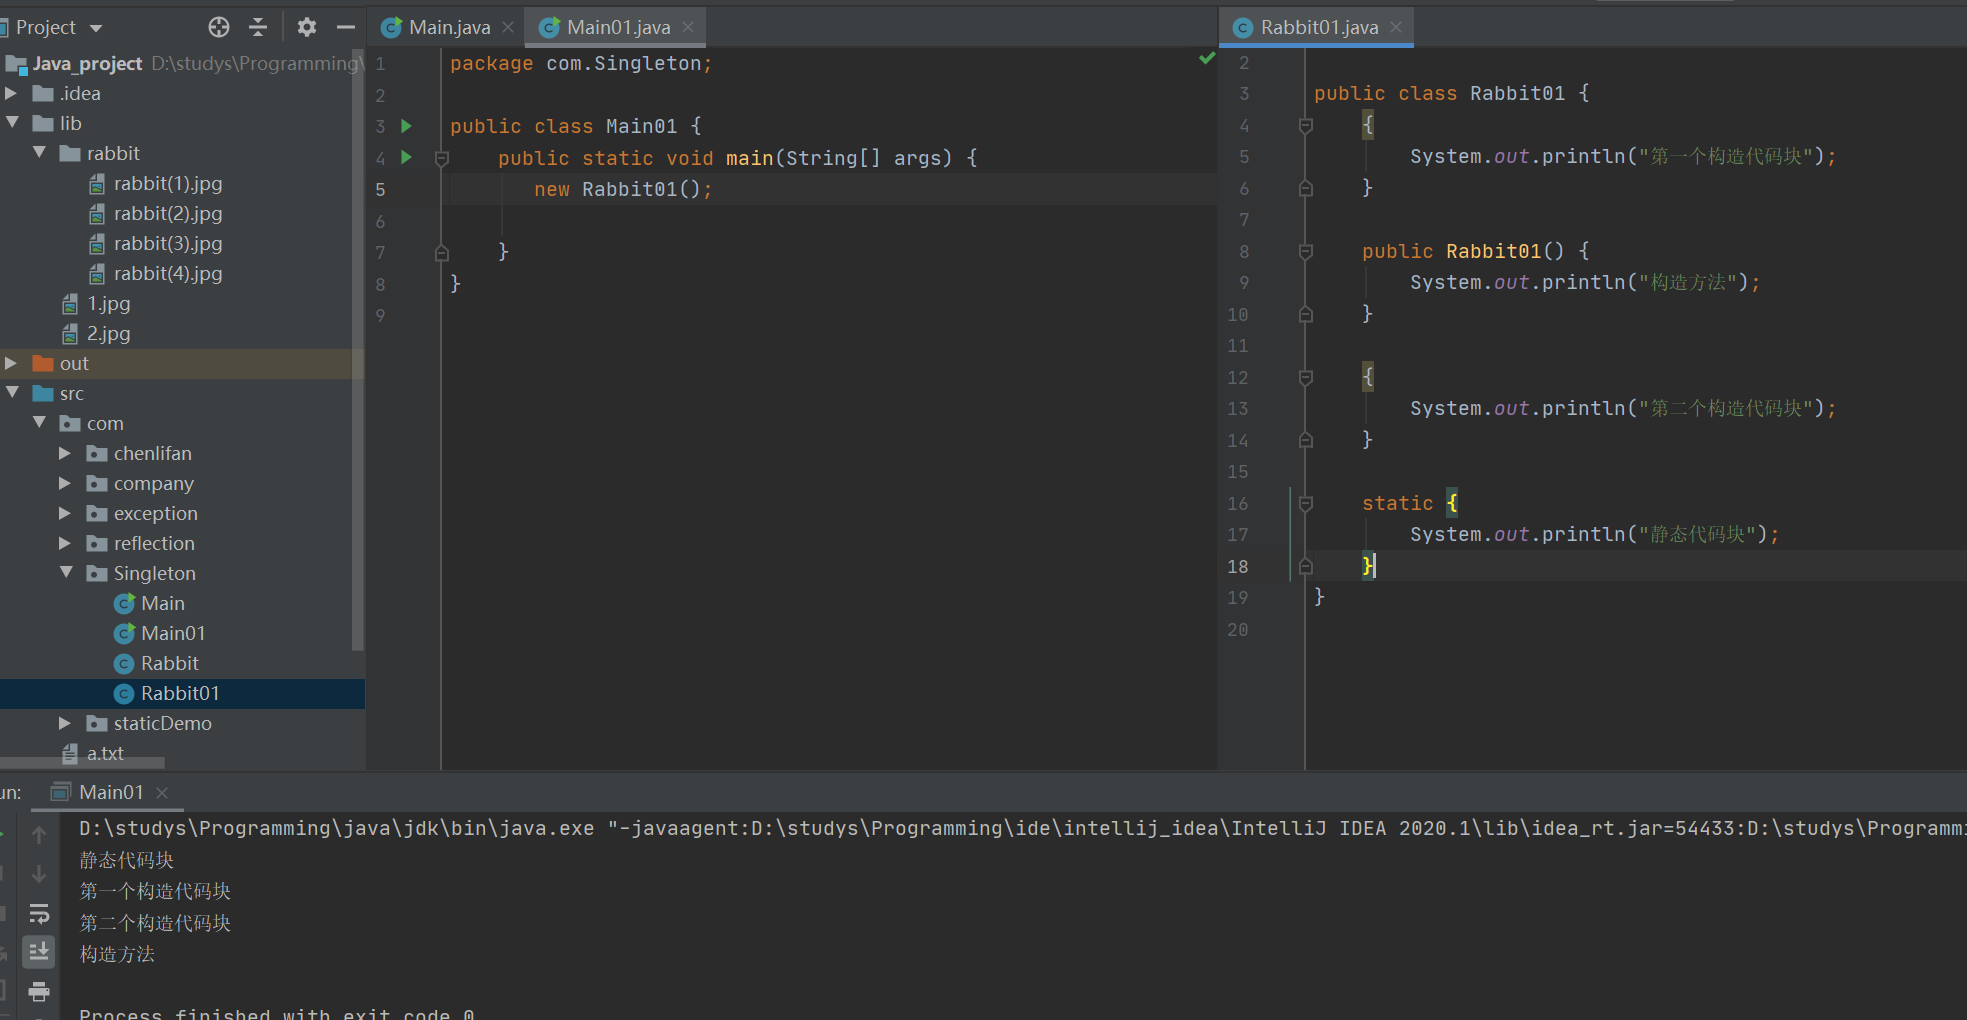 Project
Java_project D:\studys\Programming\
.idea
lib
rabbit
rabbit(1).jpg
rabbit(2).jpg
rabbit(3).jpg
rabbit(4).jpg
1.jpg
2.jpg
out
src
com
chenlifan
company
exception
reflection
Singleton
Main
Main01
Rabbit
Rabbit01
staticDemo
a.txt
Main.java
Main01.java
1 package com.Singleton;
2
3 public class Main01 {
4 public static void main(String[] args) {
5 new Rabbit01();
6
7 }
8 }
9
Rabbit01.java
2
3 public class Rabbit01 {
4 {
5 System.out.println("第一个构造代码块");
6 }
7
8 public Rabbit01() {
9 System.out.println("构造方法");
10 }
11
12 {
13 System.out.println("第二个构造代码块");
14 }
15
16 static {
17 System.out.println("静态代码块");
18 }
19 }
20
un: Main01
D:\studys\Programming\java\jdk\bin\java.exe "-javaagent:D:\studys\Programming\ide\intellij_idea\IntelliJ IDEA 2020.1\lib\idea_rt.jar=54433:D:\studys\Programm
静态代码块
第一个构造代码块
第二个构造代码块
构造方法
Process finished with exit code 0